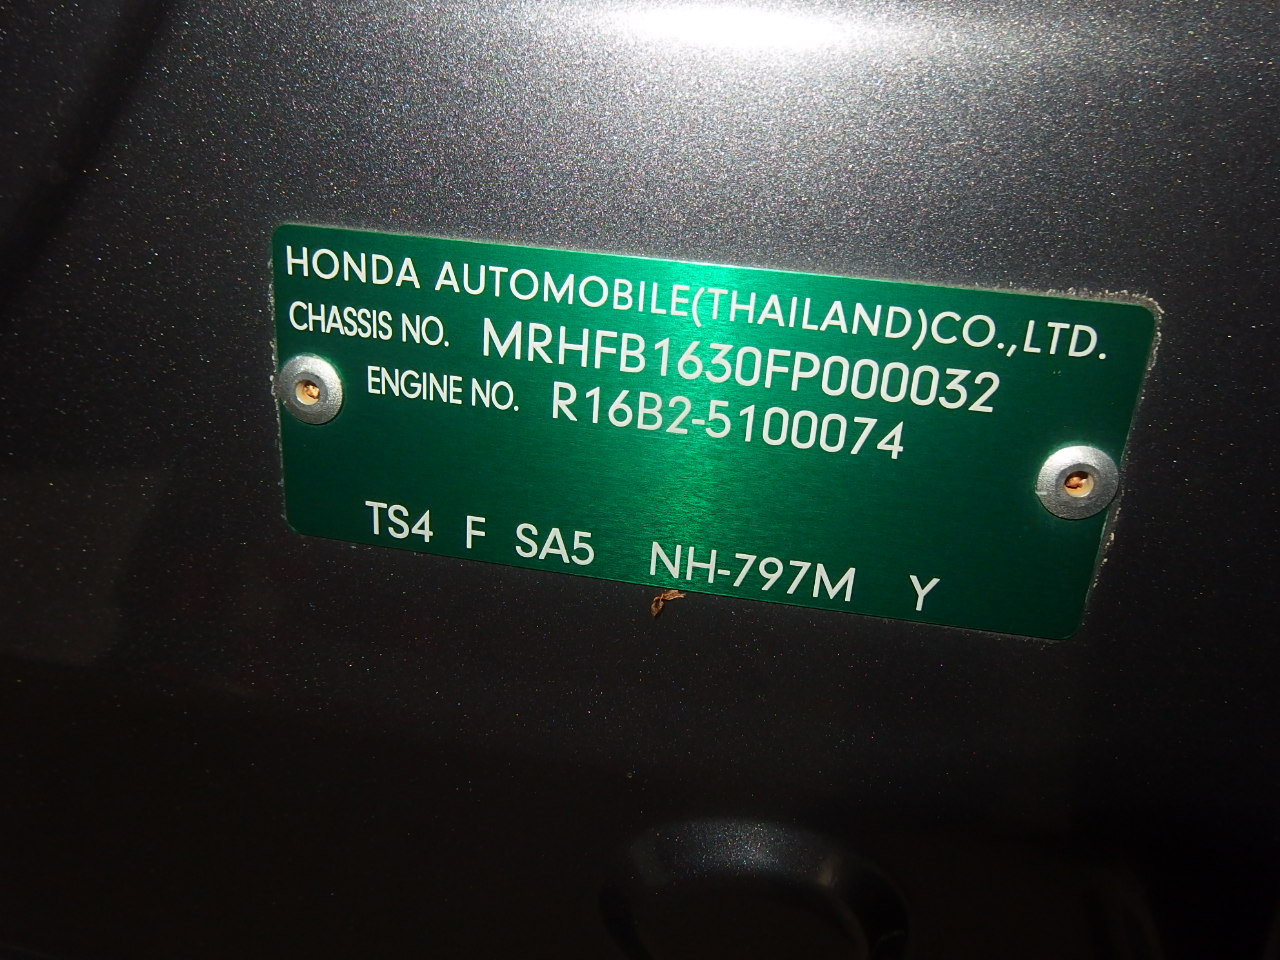 HONDA AUTOMOBILE(THAILAND)CO.,LTD.
CHASSIS NO. MRHFB1630FP000032
ENGINE NO. R16B2-5100074
TS4 F SA5 NH-797M Y